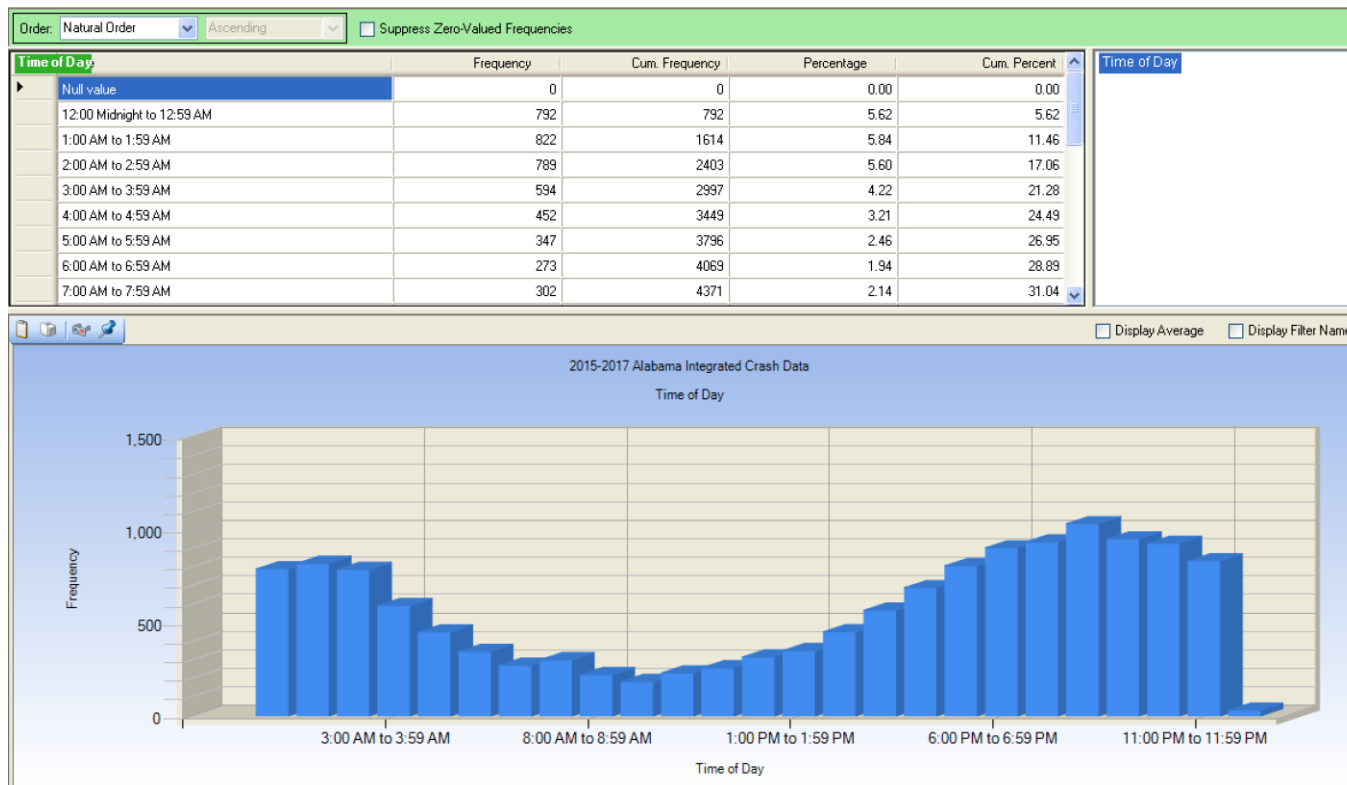 Order: Natural Order Ascending Suppress Zero-Valued Frequencies
Time of Day Frequency Cum. Frequency Percentage Cum. Percent Time of Day
Null value 0 0 0.00 0.00
12:00 Midnight to 12:59 AM 792 792 5.62 5.62
1:00 AM to 1:59 AM 822 1614 5.84 11.46
2:00 AM to 2:59 AM 789 2403 5.60 17.06
3:00 AM to 3:59 AM 594 2997 4.22 21.28
4:00 AM to 4:59 AM 452 3449 3.21 24.49
5:00 AM to 5:59 AM 347 3796 2.46 26.95
6:00 AM to 6:59 AM 273 4069 1.94 28.89
7:00 AM to 7:59 AM 302 4371 2.14 31.04
Display Average Display Filter Name
2015-2017 Alabama Integrated Crash Data
Time of Day
1,500
1,000
500
0
Frequency
3:00 AM to 3:59 AM 8:00 AM to 8:59 AM 1:00 PM to 1:59 PM 6:00 PM to 6:59 PM 11:00 PM to 11:59 PM
Time of Day